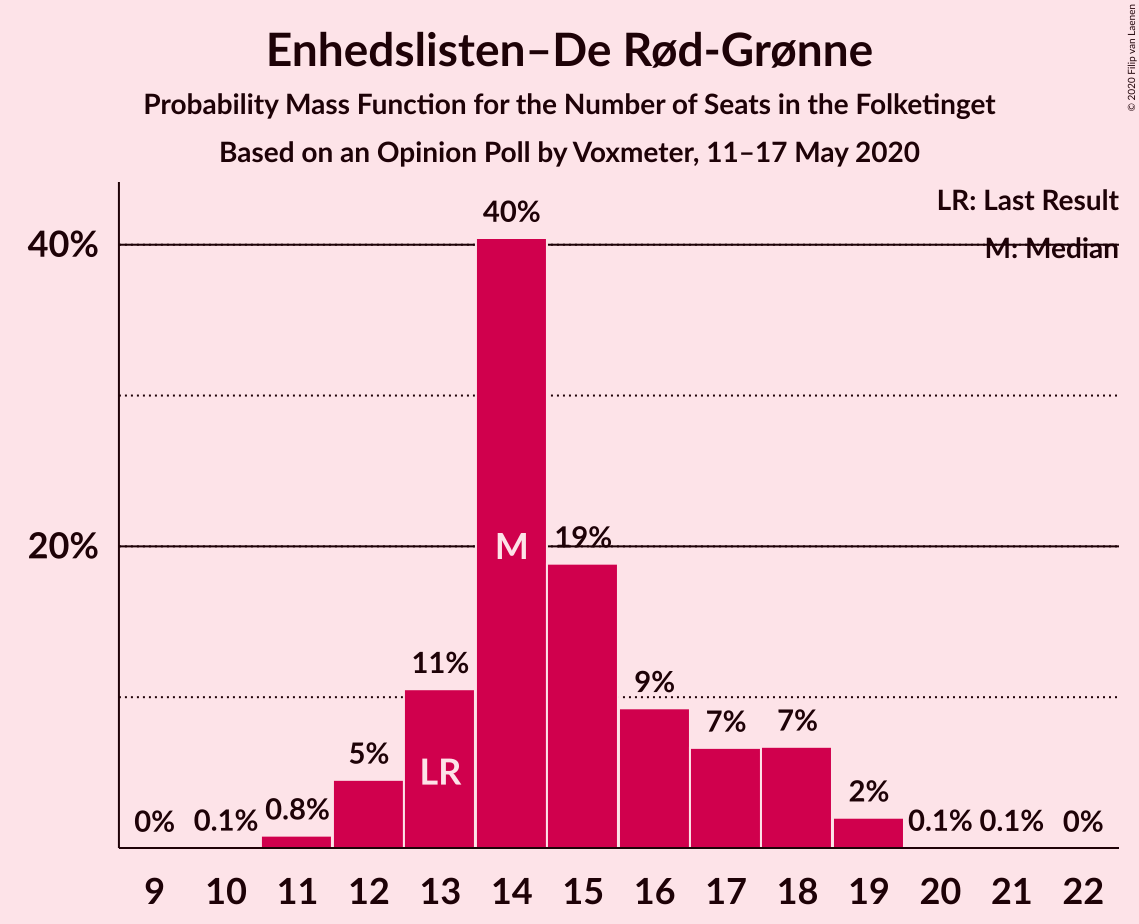 Enhedslisten–De Rød-Grønne
Probability Mass Function for the Number of Seats in the Folketinget
Based on an Opinion Poll by Voxmeter, 11–17 May 2020
© 2020 Filip van Laenen
LR: Last Result
M: Median
40%
20%
0%
0.1%
0.8%
5%
11%
40%
19%
9%
7%
7%
2%
0.1%
0.1%
0%
LR
M
9 10 11 12 13 14 15 16 17 18 19 20 21 22